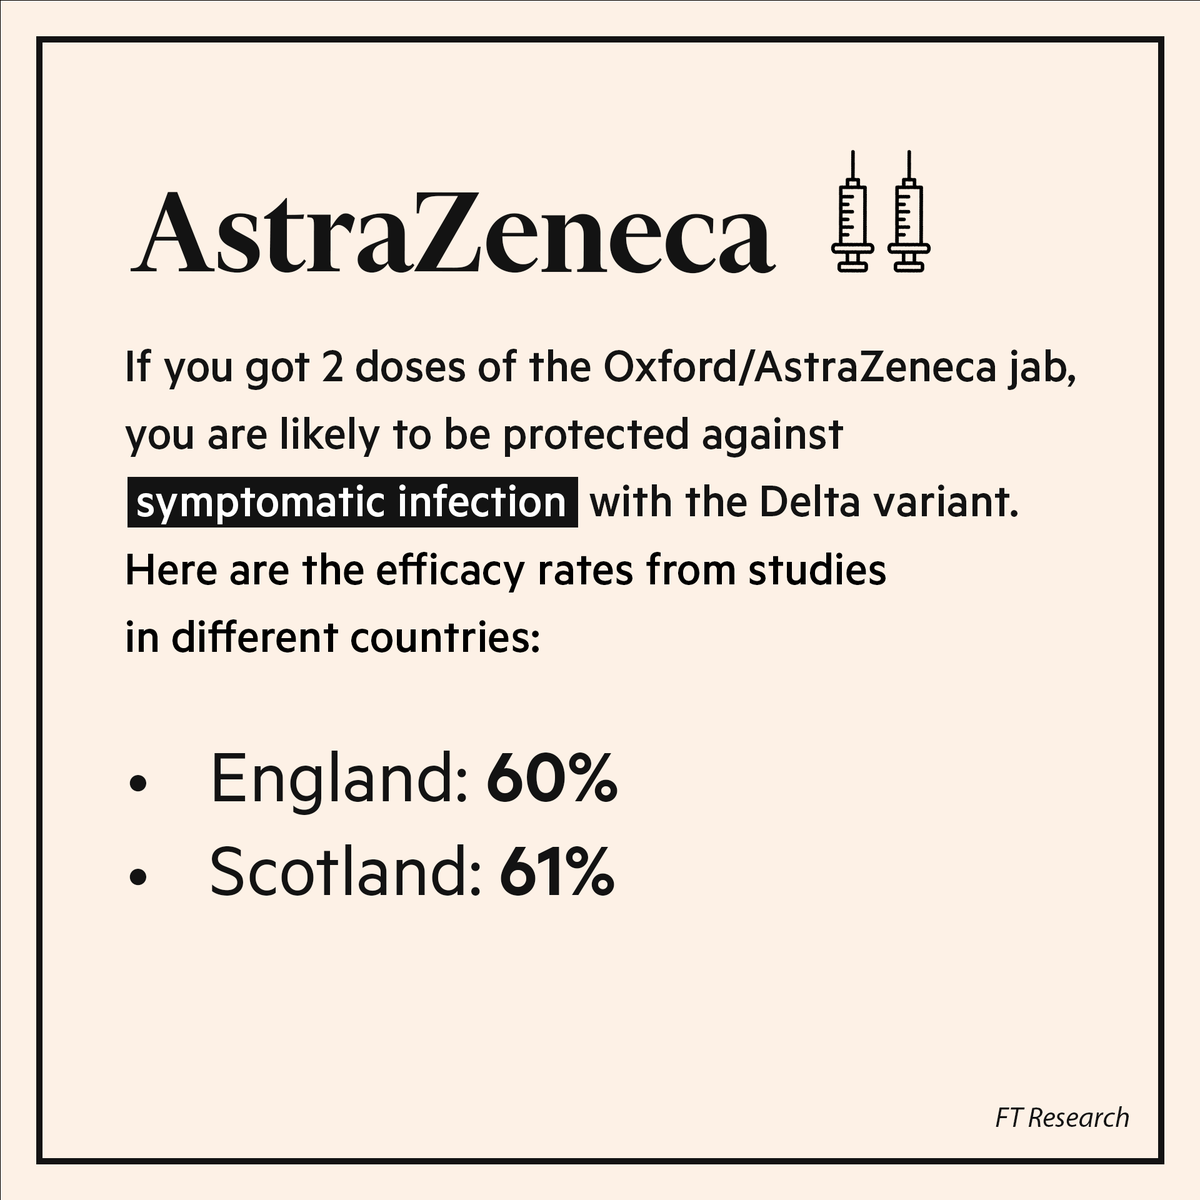 AstraZeneca
If you got 2 doses of the Oxford/AstraZeneca jab,
you are likely to be protected against
symptomatic infection with the Delta variant.
Here are the efficacy rates from studies
in different countries:
• England: 60%
• Scotland: 61%
FT Research